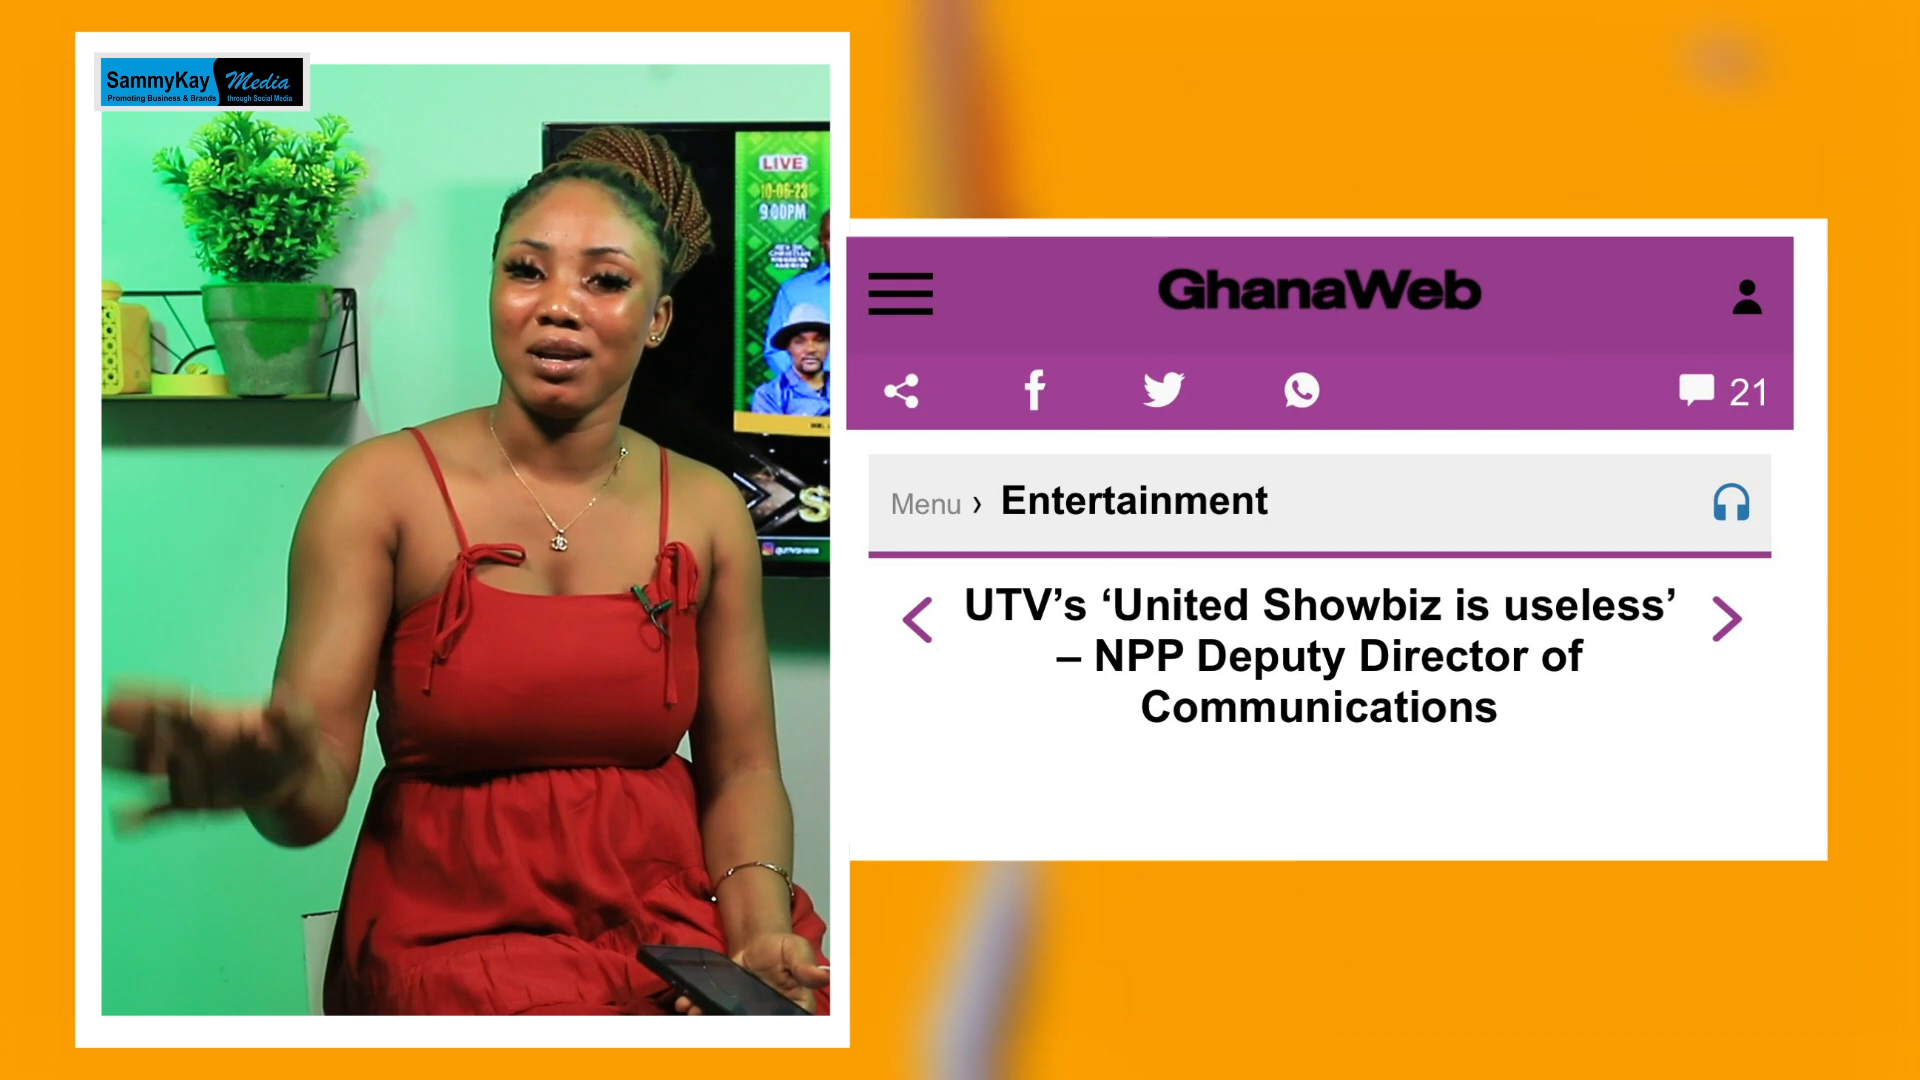 SammyKay Media
Promoting Business & Brands through Social Media
LIVE
10-06-23
9.00PM
GhanaWeb
21
Menu › Entertainment
UTV’s ‘United Showbiz is useless’
– NPP Deputy Director of
Communications